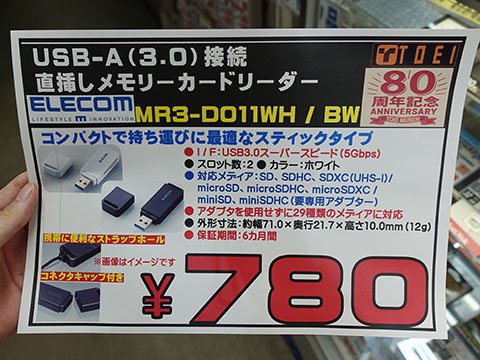 USB-A(3.0)接続
直挿しメモリーカードリーダー
TOEI
80
周年記念
ANNIVERSARY
TOEI MUSEN
ELECOM
LIFESTYLE INNOVATION
MR3-D011WH / BW
コンパクトで持ち運びに最適なスティックタイプ
●I/F:USB3.0スーパースピード(5Gbps)
●スロット数:2 ●カラー:ホワイト
●対応メディア:SD、SDHC、SDXC(UHS-I)/
microSD、microSDHC、microSDXC /
miniSD、miniSDHC(要専用アダプター)
●アダプタを使用せずに29種類のメディアに対応
●外形寸法:約幅71.0×奥行21.7×高さ10.0mm(12g)
●保証期間:6カ月間
携帯に便利なストラップホール
※画像はイメージです
コネクタキャップ付き
¥780